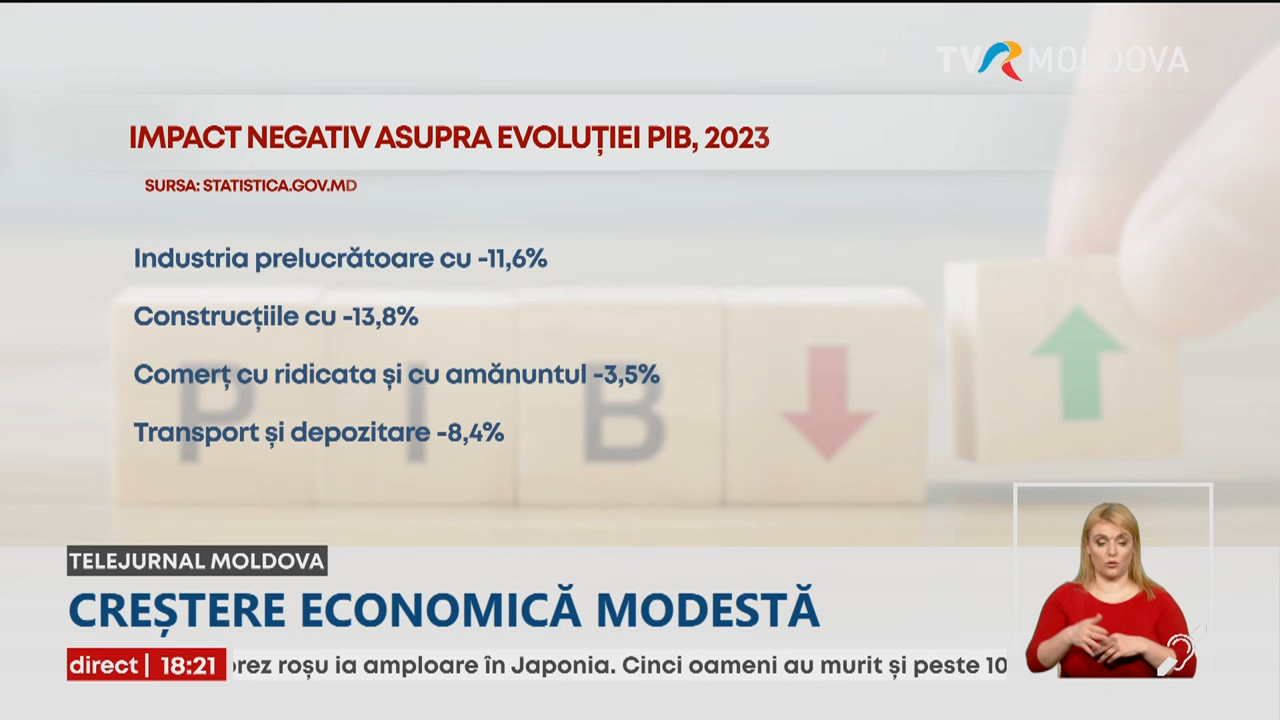 TVR MOLDOVA
IMPACT NEGATIV ASUPRA EVOLUȚIEI PIB, 2023
SURSA: STATISTICA.GOV.MD
Industria prelucrătoare cu -11,6%
Construcțiile cu -13,8%
Comerț cu ridicata și cu amănuntul -3,5%
Transport și depozitare -8,4%
P I B
TELEJURNAL MOLDOVA
CREȘTERE ECONOMICĂ MODESTĂ
direct | 18:21
roșu ia amploare în Japonia. Cinci oameni au murit și peste 10